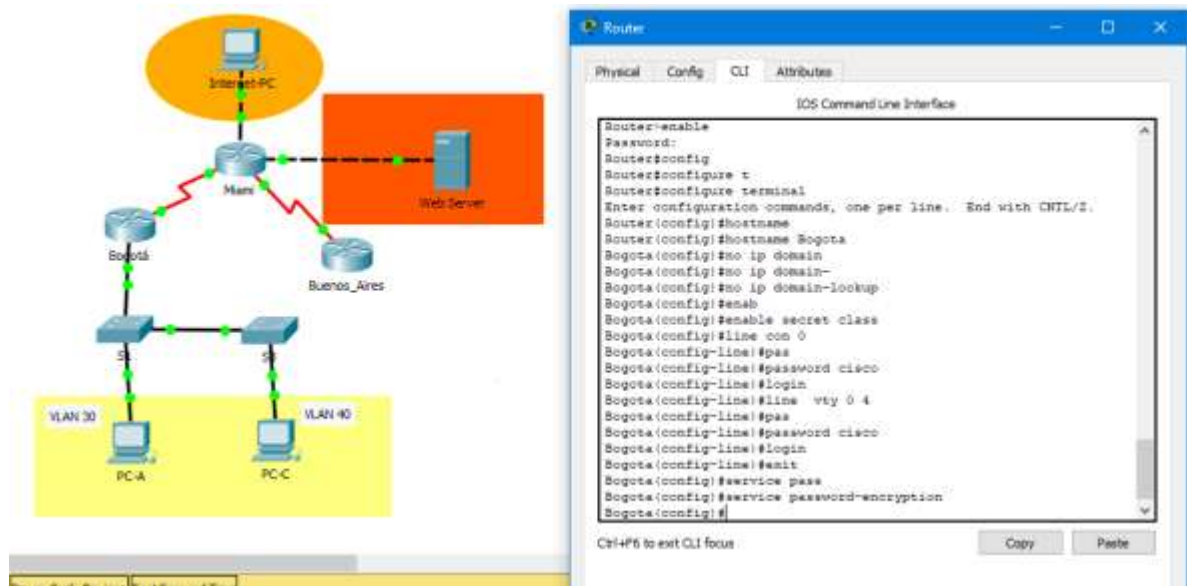 Internet-PC
Miami
Web Server
Bogotá
Buenos_Aires
S1
VLAN 30
VLAN 40
PC-A
PC-C
Router
Physical
Config
CLI
Attributes
IOS Command Line Interface
Router>enable
Password:
Router#config
Router#configure t
Router#configure terminal
Enter configuration commands, one per line. End with CNTL/Z.
Router(config)#hostname
Router(config)#hostname Bogota
Bogota(config)#no ip domain
Bogota(config)#no ip domain-
Bogota(config)#no ip domain-lookup
Bogota(config)#enab
Bogota(config)#enable secret class
Bogota(config)#line con 0
Bogota(config-line)#pas
Bogota(config-line)#password cisco
Bogota(config-line)#login
Bogota(config-line)#line vty 0 4
Bogota(config-line)#pas
Bogota(config-line)#password cisco
Bogota(config-line)#login
Bogota(config-line)#exit
Bogota(config)#service pass
Bogota(config)#service password-encryption
Bogota(config)#
Ctrl+F6 to exit CLI focus
Copy
Paste